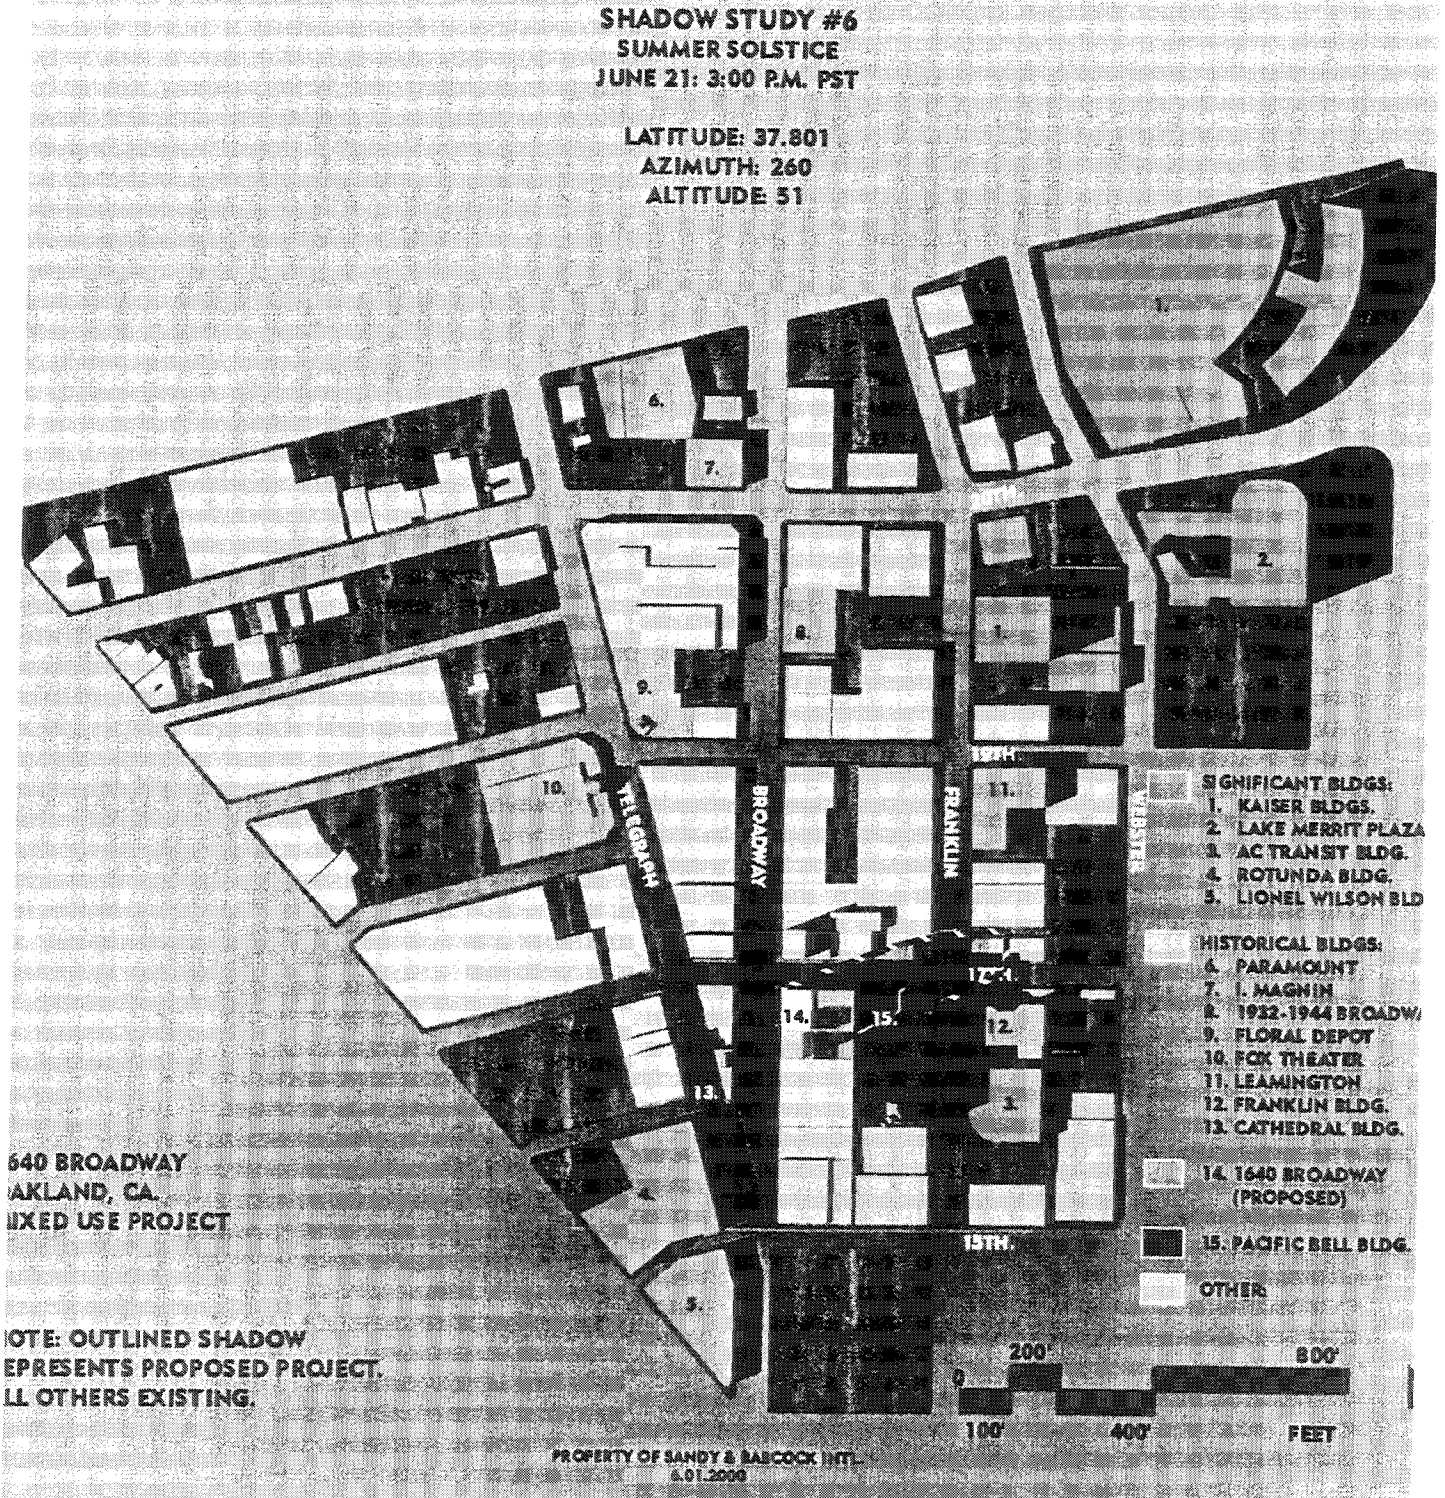 SHADOW STUDY #6
SUMMER SOLSTICE
JUNE 21: 3:00 P.M. PST
LATITUDE: 37.801
AZIMUTH: 260
ALTITUDE 51
1.
6.
7.
20TH.
2.
8.
1.
9.
19TH.
10.
TELEGRAPH
BROADWAY
FRANKLIN
11.
WEBSTER
SIGNIFICANT BLDGS:
1. KAISER BLDGS.
2. LAKE MERRIT PLAZA
3. AC TRANSIT BLDG.
4. ROTUNDA BLDG.
5. LIONEL WILSON BLD
HISTORICAL BLDGS:
6. PARAMOUNT
7. I. MAGNIN
8. 1932-1944 BROADWA
9. FLORAL DEPOT
10. FOX THEATER
11. LEAMINGTON
12. FRANKLIN BLDG.
13. CATHEDRAL BLDG.
14. 1640 BROADWAY
(PROPOSED)
15. PACIFIC BELL BLDG.
OTHER:
17TH.
14.
15.
12.
13.
3.
4.
15TH.
5.
640 BROADWAY
AKLAND, CA.
IXED USE PROJECT
OTE: OUTLINED SHADOW
EPRESENTS PROPOSED PROJECT.
LL OTHERS EXISTING.
0
200'
800'
100'
400'
FEET
PROPERTY OF SANDY & BABCOCK INTL.
6.01.2000